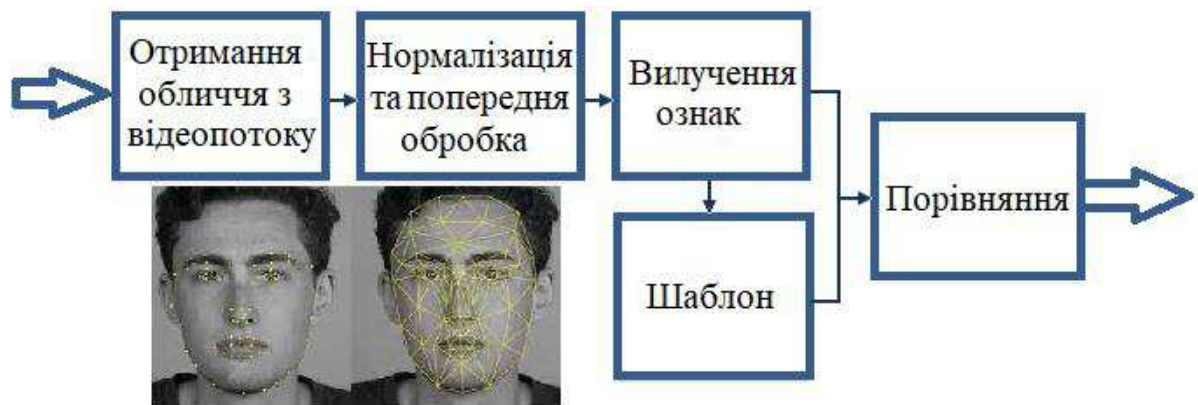 Отримання
обличчя з
відеопотоку
Нормалізація
та попередня
обробка
Вилучення
ознак
Шаблон
Порівняння